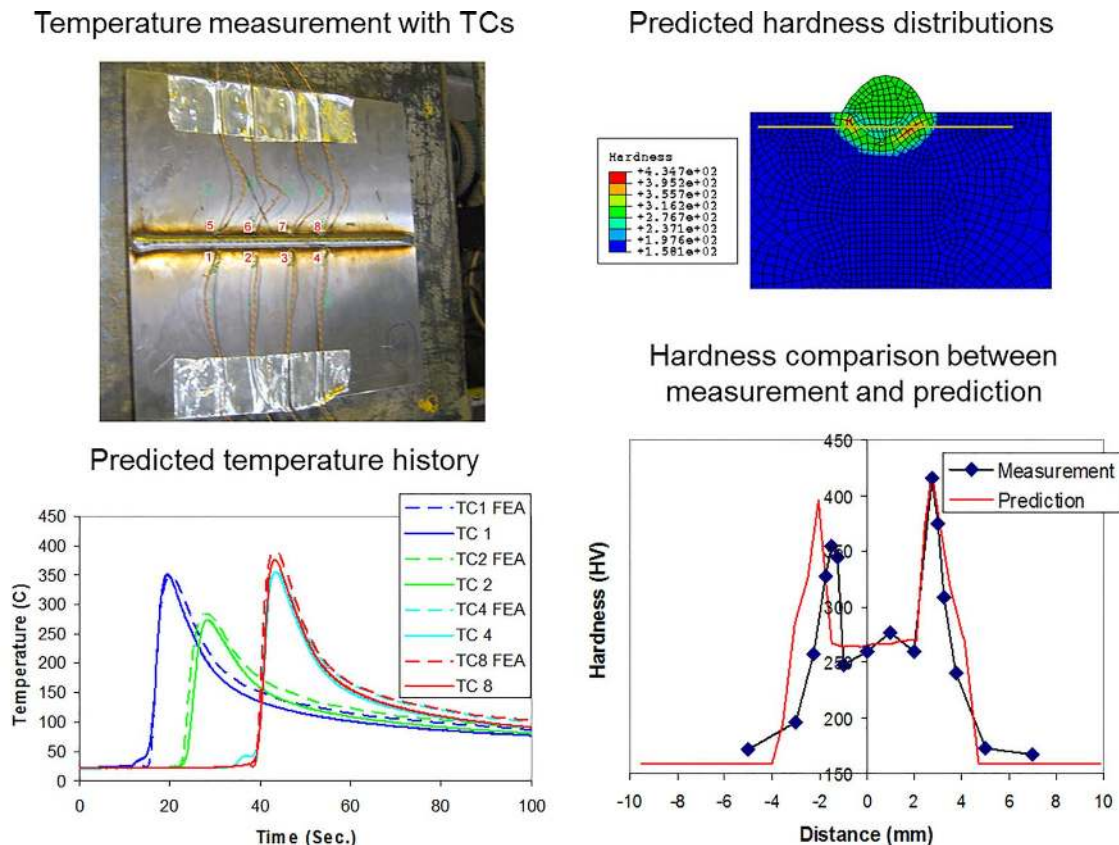 Temperature measurement with TCs
5 6 7 8
1 2 3 4
Predicted hardness distributions
Hardness
+4.347e+02
+3.952e+02
+3.557e+02
+3.162e+02
+2.767e+02
+2.371e+02
+1.976e+02
+1.581e+02
Predicted temperature history
Temperature (C)
450
400
350
300
250
200
150
100
50
0
0 20 40 60 80 100
Time (Sec.)
TC1 FEA
TC 1
TC2 FEA
TC 2
TC4 FEA
TC 4
TC8 FEA
TC 8
Hardness comparison between
measurement and prediction
Hardness (HV)
450
400
350
300
250
200
150
-10 -8 -6 -4 -2 0 2 4 6 8 10
Distance (mm)
Measurement
Prediction